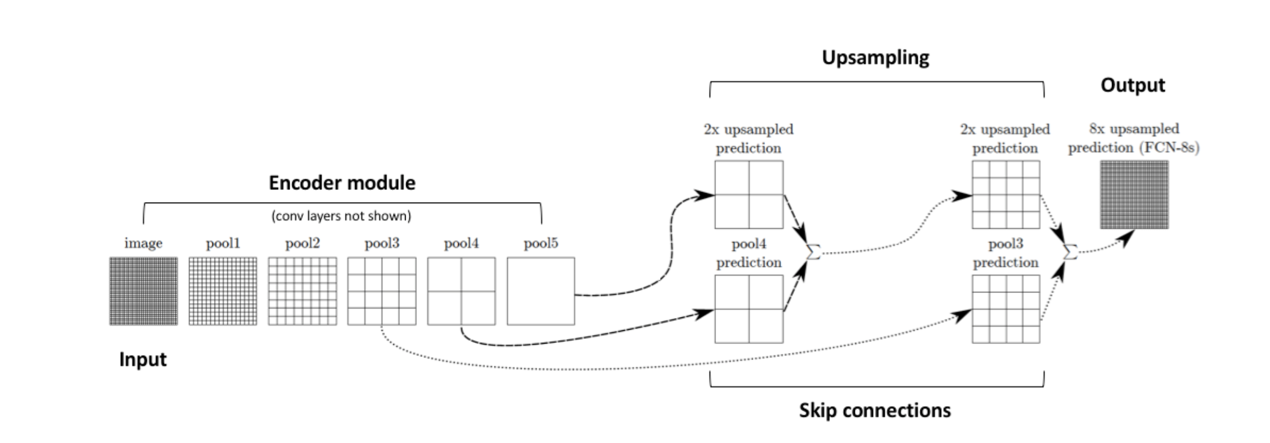 Upsampling
Output
2x upsampled
prediction
2x upsampled
prediction
8x upsampled
prediction (FCN-8s)
Encoder module
(conv layers not shown)
image
pool1
pool2
pool3
pool4
pool5
pool4
prediction
Σ
pool3
prediction
Σ
Input
Skip connections